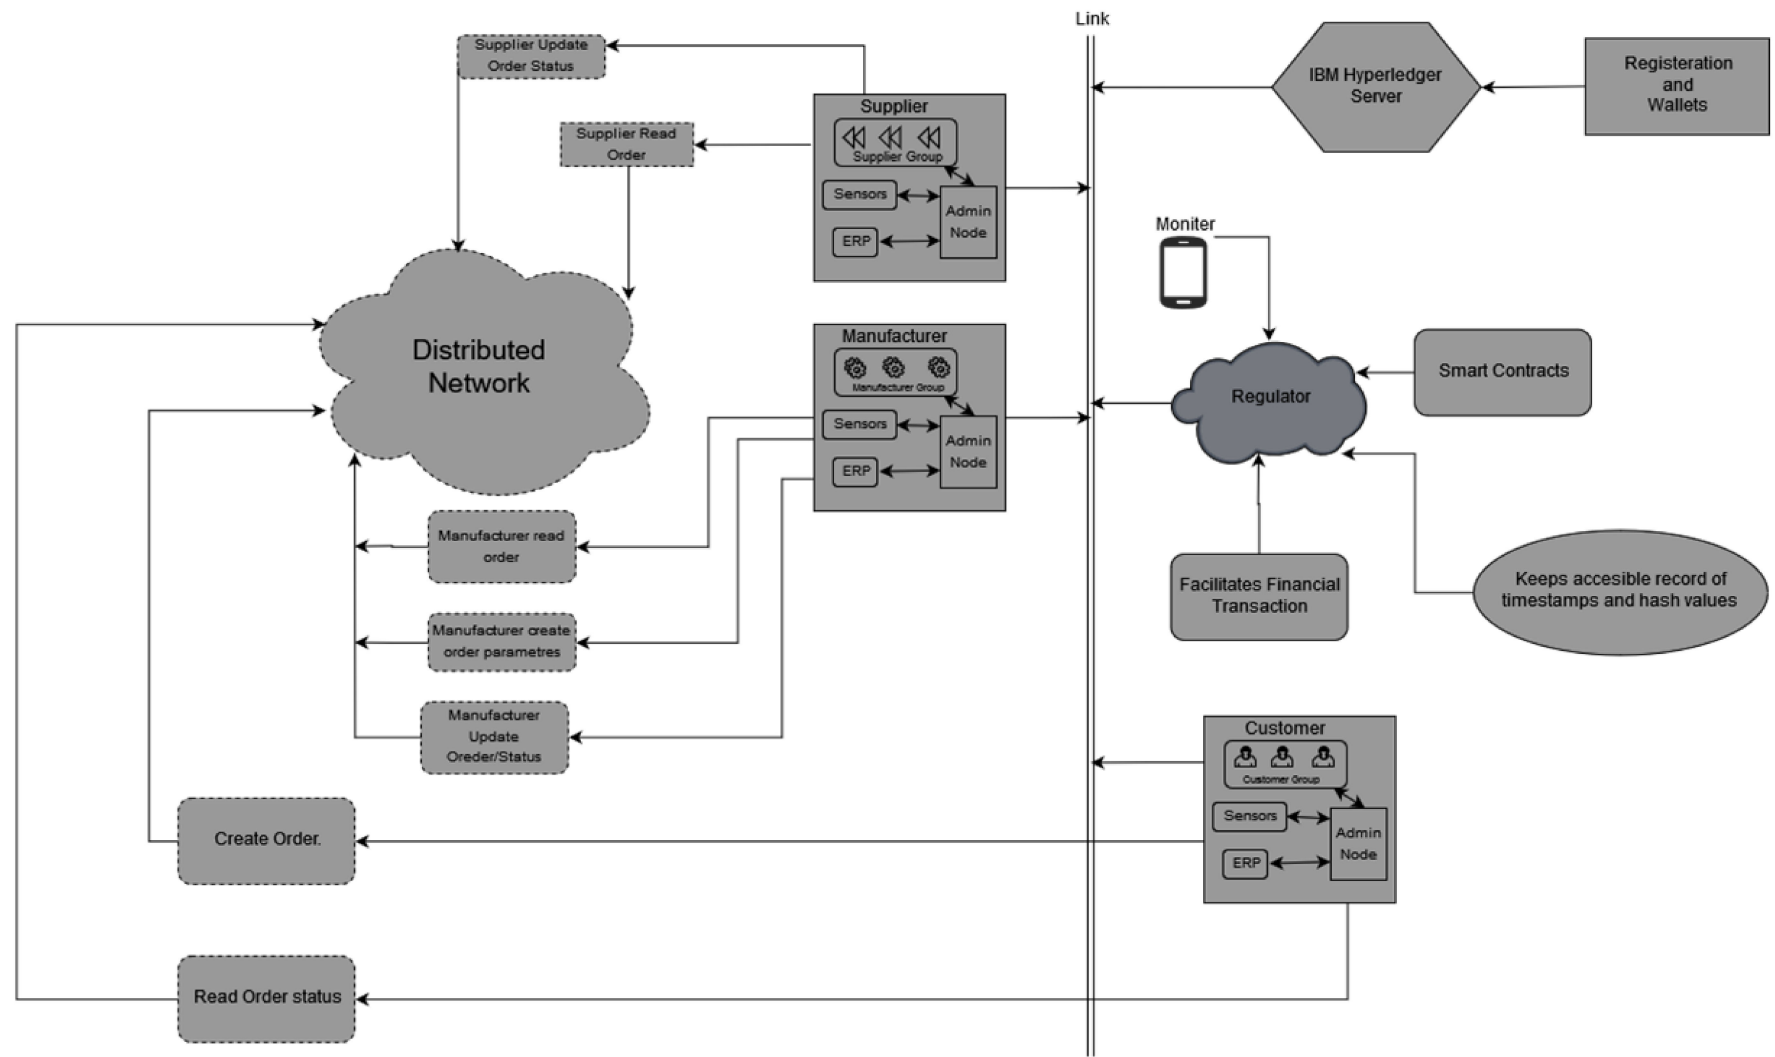 Link
Supplier Update
Order Status
Supplier Read
Order
Supplier
Supplier Group
Sensors
ERP
Admin
Node
IBM Hyperledger
Server
Registeration
and
Wallets
Moniter
Distributed
Network
Manufacturer
Manufacturer Group
Sensors
ERP
Admin
Node
Regulator
Smart Contracts
Manufacturer read
order
Manufacturer create
order parametres
Manufacturer
Update
Oreder/Status
Facilitates Financial
Transaction
Keeps accesible record of
timestamps and hash values
Customer
Customer Group
Sensors
ERP
Admin
Node
Create Order.
Read Order status